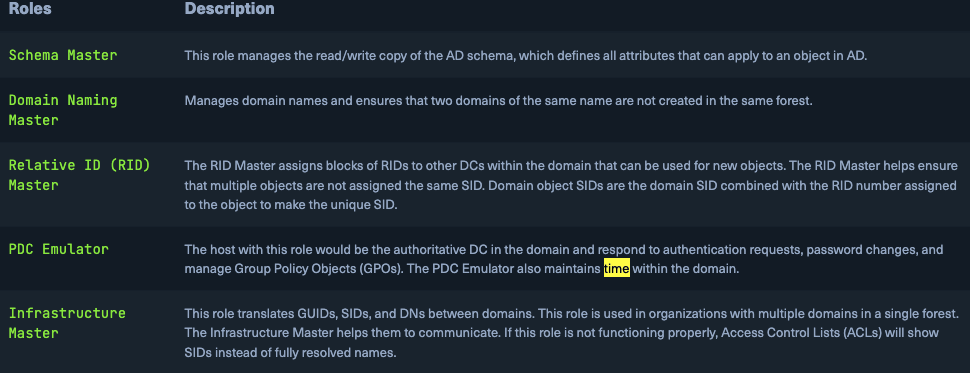 Roles Description
Schema Master This role manages the read/write copy of the AD schema, which defines all attributes that can apply to an object in AD.
Domain Naming Manages domain names and ensures that two domains of the same name are not created in the same forest.
Master
Relative ID (RID) The RID Master assigns blocks of RIDs to other DCs within the domain that can be used for new objects. The RID Master helps ensure
Master that multiple objects are not assigned the same SID. Domain object SIDs are the domain SID combined with the RID number assigned
to the object to make the unique SID.
PDC Emulator The host with this role would be the authoritative DC in the domain and respond to authentication requests, password changes, and
manage Group Policy Objects (GPOs). The PDC Emulator also maintains time within the domain.
Infrastructure This role translates GUIDs, SIDs, and DNs between domains. This role is used in organizations with multiple domains in a single forest.
Master The Infrastructure Master helps them to communicate. If this role is not functioning properly, Access Control Lists (ACLs) will show
SIDs instead of fully resolved names.